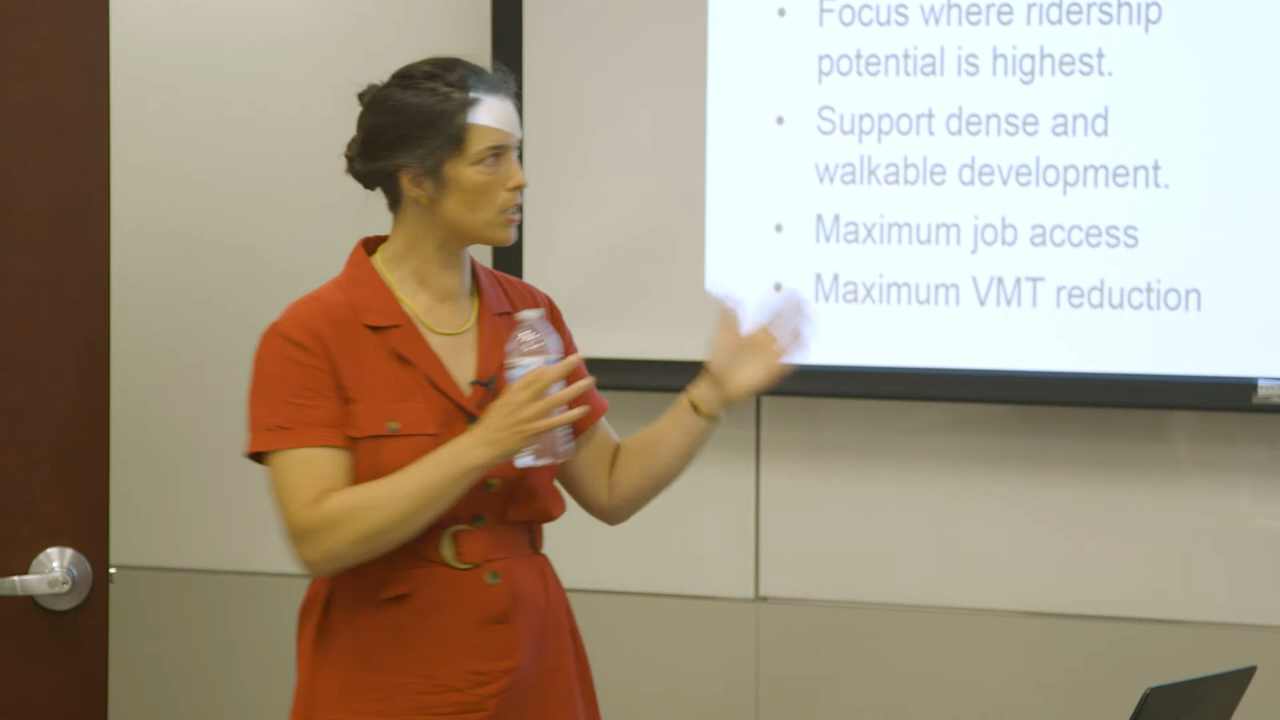 • Focus where ridership
potential is highest.
• Support dense and
walkable development.
• Maximum job access
• Maximum VMT reduction